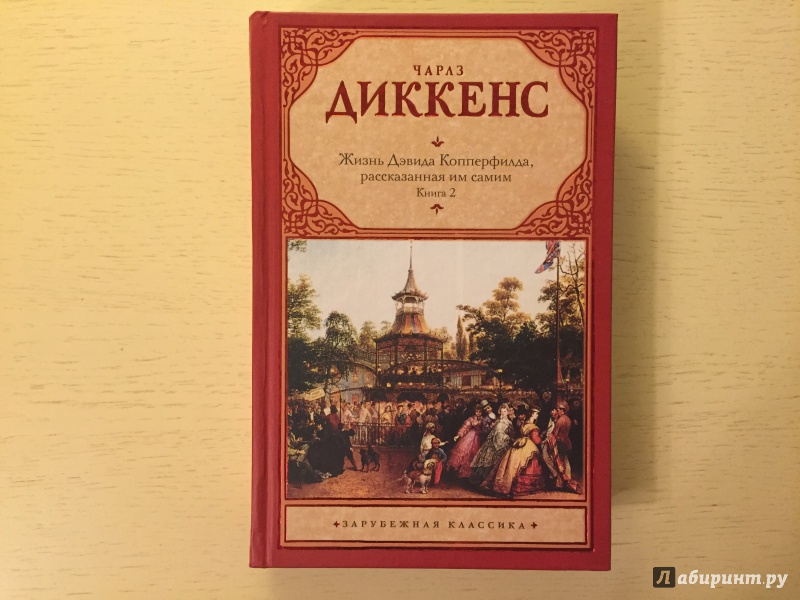 ЧАРЛЗ
ДИККЕНС
Жизнь Дэвида Копперфилда,
рассказанная им самим
Книга 2
ЗАРУБЕЖНАЯ КЛАССИКА
Лабиринт.ру